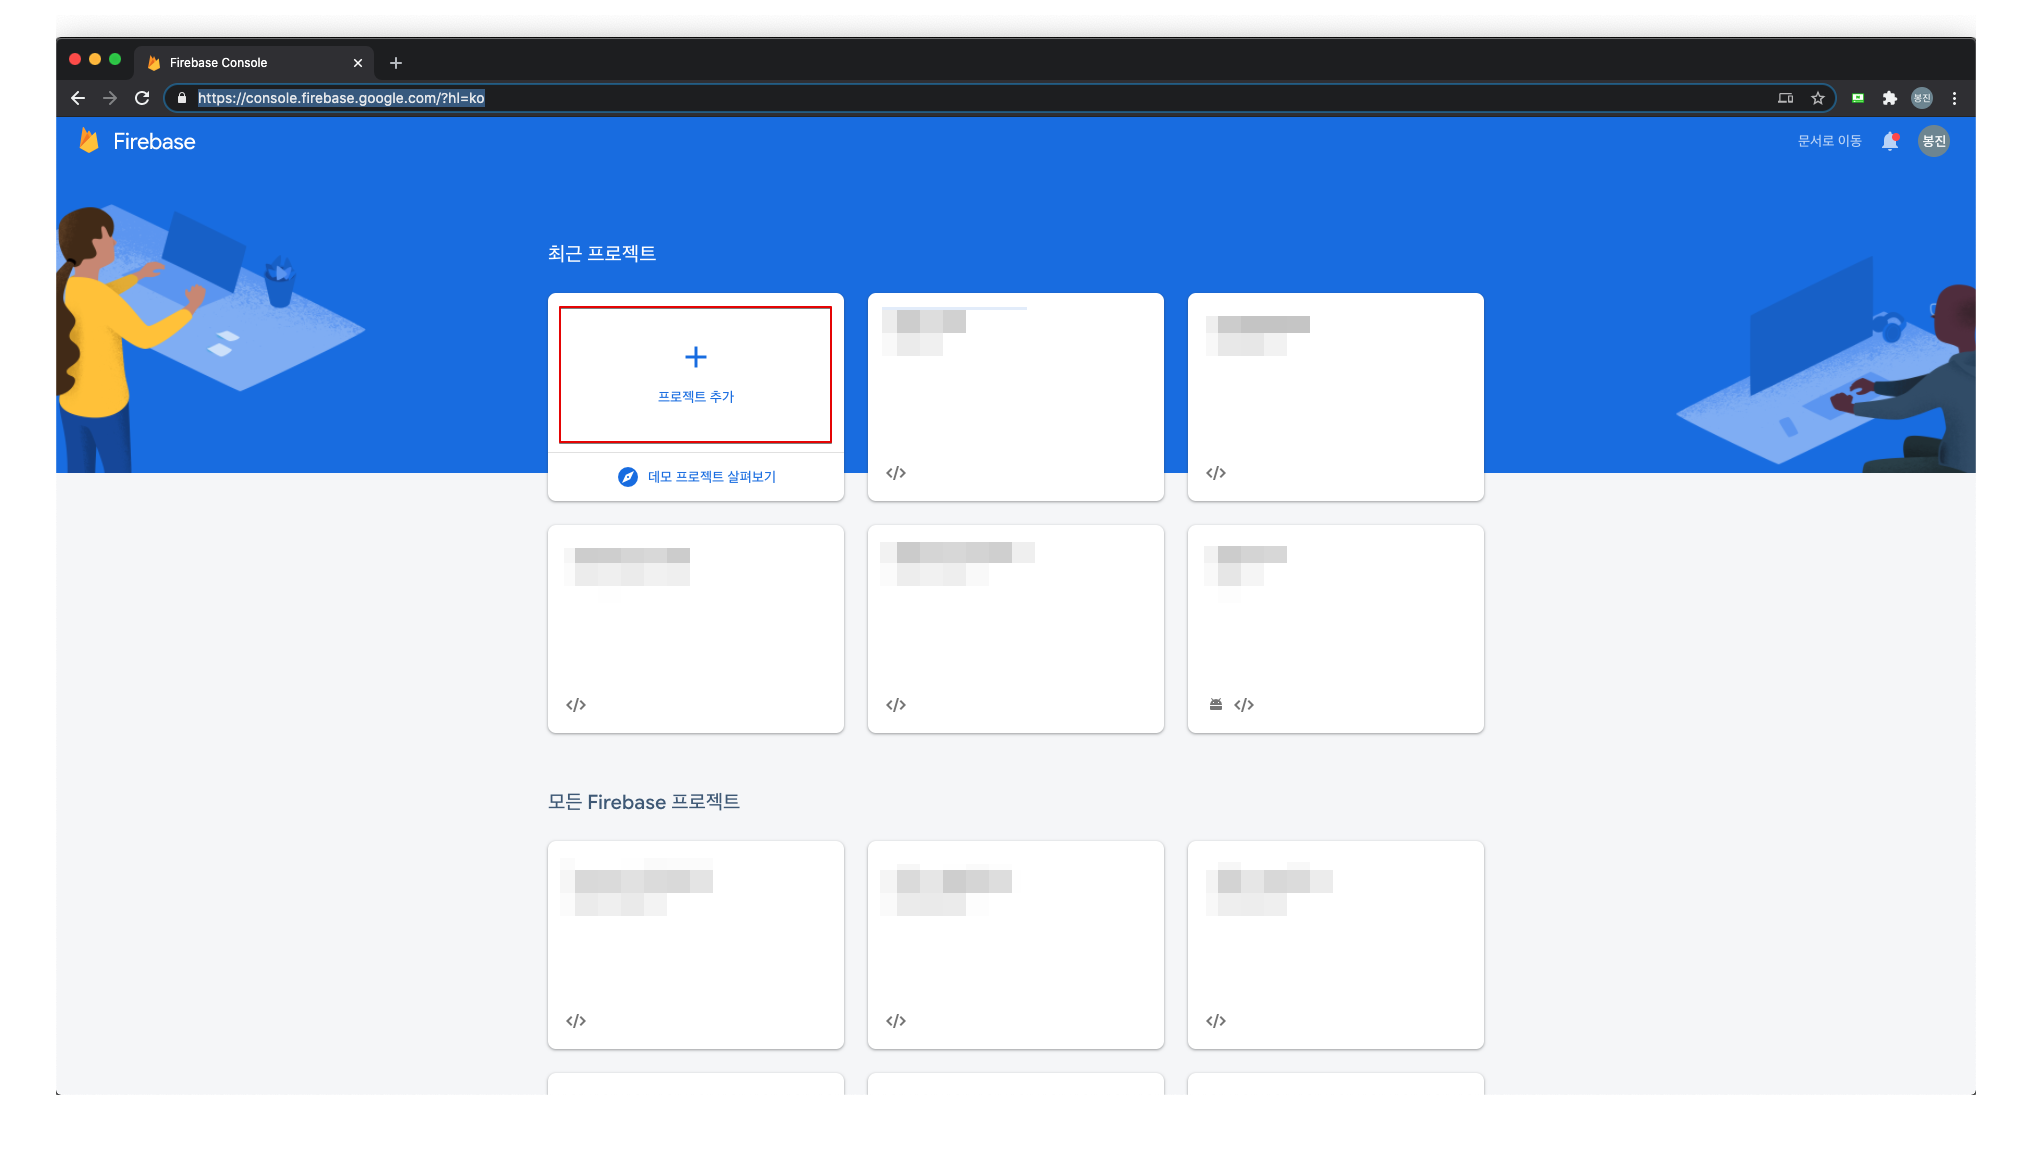 Firebase Console
https://console.firebase.google.com/?hl=ko
봉진
Firebase
문서로 이동
봉진
최근 프로젝트
프로젝트 추가
데모 프로젝트 살펴보기
모든 Firebase 프로젝트